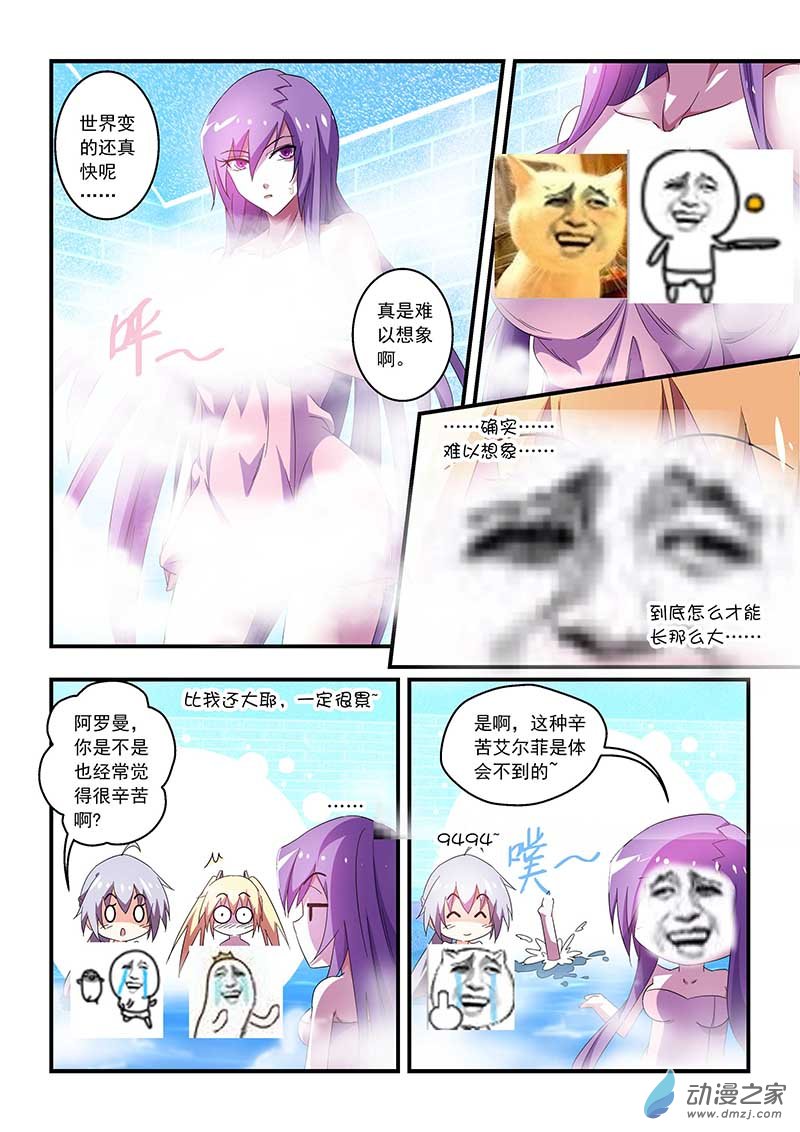 世界变
的还真
快呢
……
呼～
真是难
以想象
啊。
……确实……
难以想象……
到底怎么才能
长那么大……
阿罗曼，
你是不是
也经常觉
得很辛苦
啊?
比我还大耶，一定很累~
……
是啊，这种辛
苦艾尔菲是体
会不到的~
9494~
噗～
动漫之家
www.dmzj.com